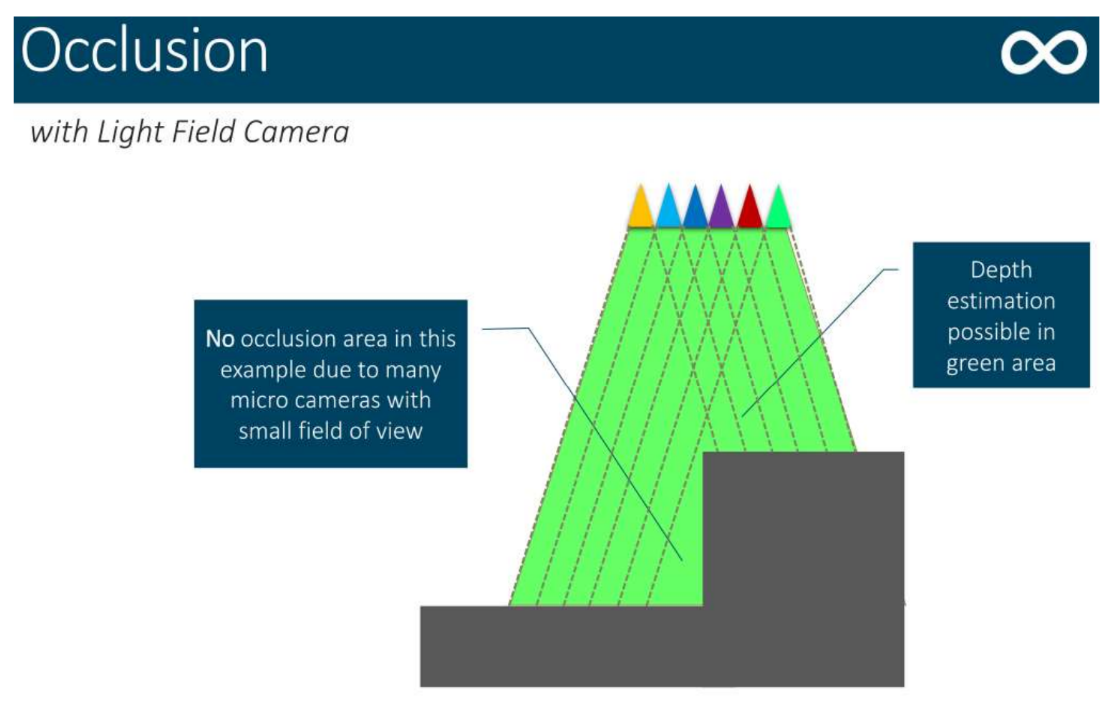 Occlusion
with Light Field Camera
No occlusion area in this
example due to many
micro cameras with
small field of view
Depth
estimation
possible in
green area